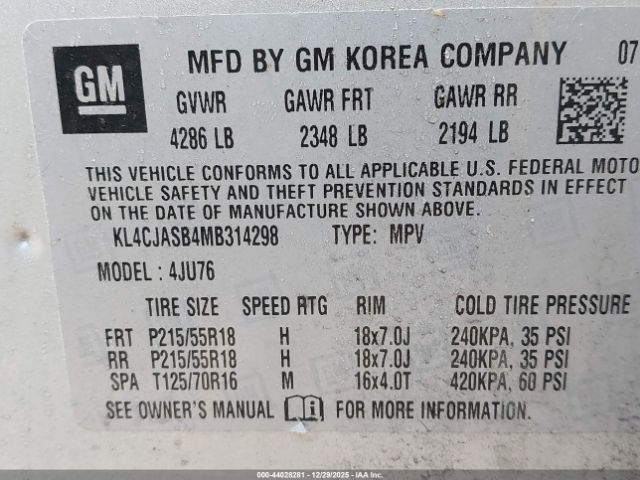 GM
MFD BY GM KOREA COMPANY 07
GVWR GAWR FRT GAWR RR
4286 LB 2348 LB 2194 LB
THIS VEHICLE CONFORMS TO ALL APPLICABLE U.S. FEDERAL MOTO
VEHICLE SAFETY AND THEFT PREVENTION STANDARDS IN EFFECT
ON THE DATE OF MANUFACTURE SHOWN ABOVE.
KL4CJASB4MB314298 TYPE: MPV
MODEL : 4JU76
TIRE SIZE SPEED RTG RIM COLD TIRE PRESSURE
FRT P215/55R18 H 18x7.0J 240KPA, 35 PSI
RR P215/55R18 H 18x7.0J 240KPA, 35 PSI
SPA T125/70R16 M 16x4.0T 420KPA, 60 PSI
SEE OWNER'S MANUAL i FOR MORE INFORMATION.
000-44028281 - 12/29/2025 - IAAI.com